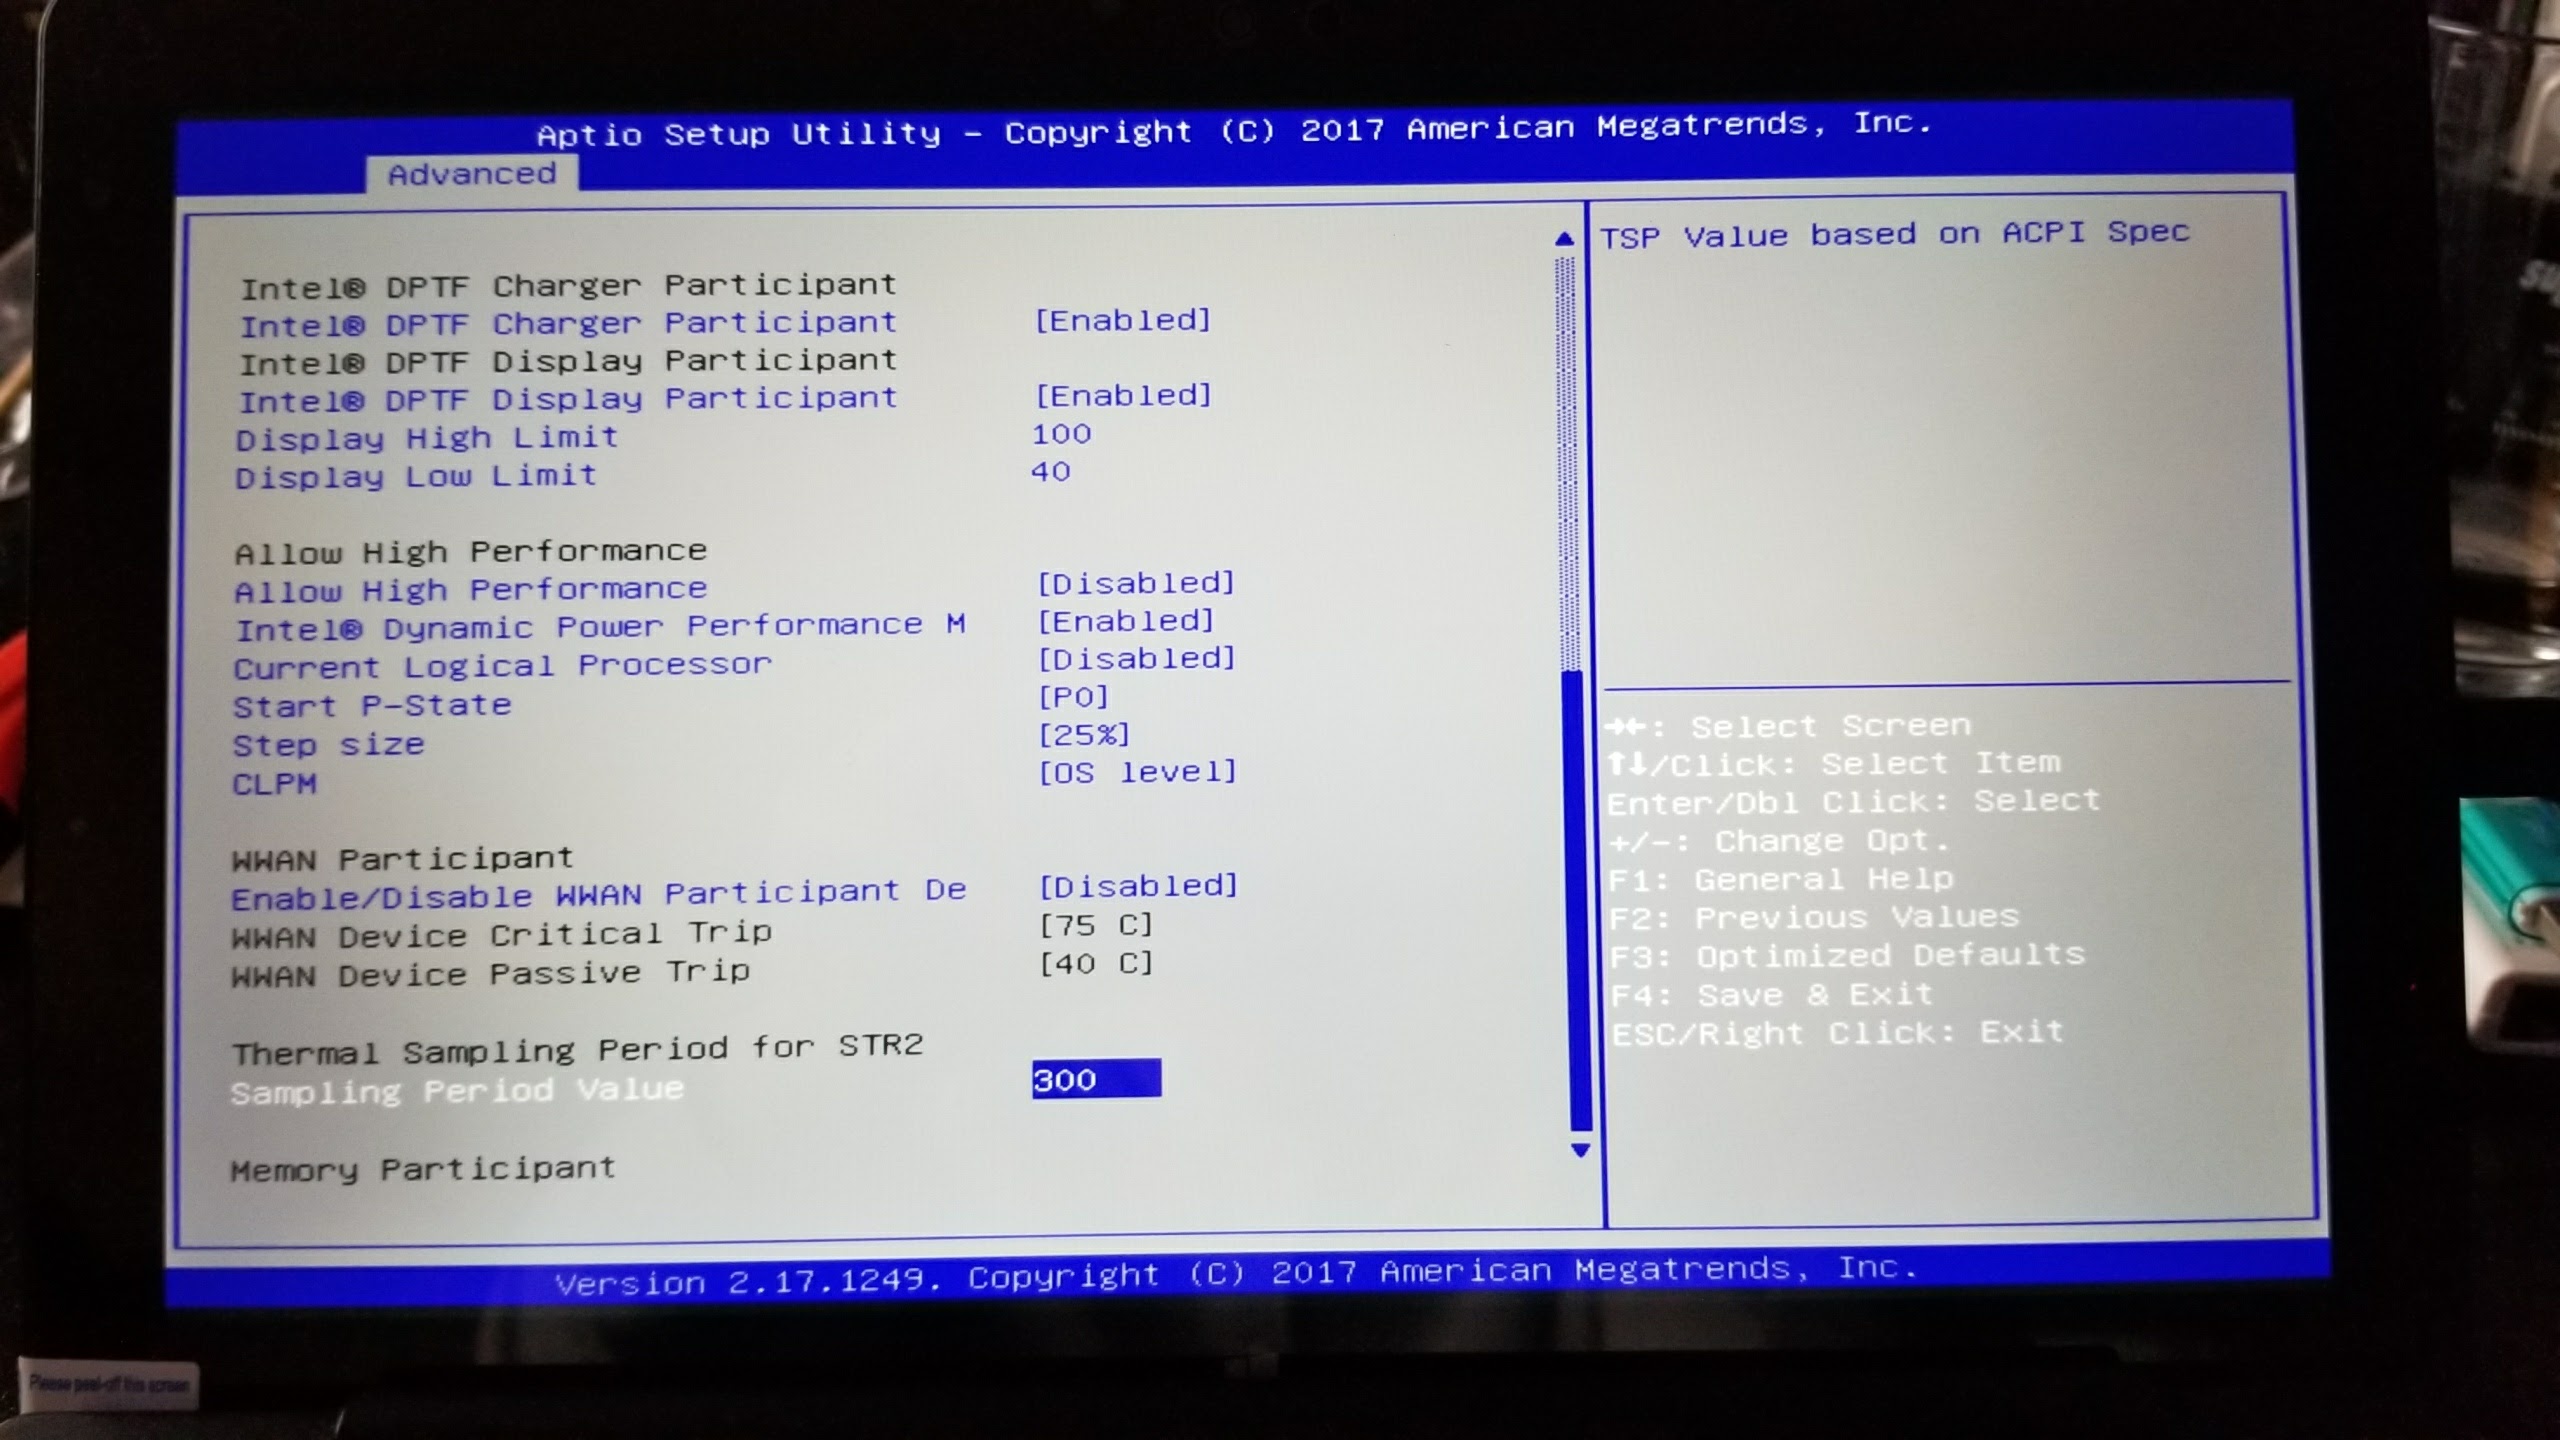 Aptio Setup Utility – Copyright (C) 2017 American Megatrends, Inc.
Advanced
Intel® DPTF Charger Participant
Intel® DPTF Charger Participant [Enabled]
Intel® DPTF Display Participant
Intel® DPTF Display Participant [Enabled]
Display High Limit 100
Display Low Limit 40
Allow High Performance
Allow High Performance [Disabled]
Intel® Dynamic Power Performance M [Enabled]
Current Logical Processor [Disabled]
Start P-State [P0]
Step size [25%]
CLPM [OS level]
WWAN Participant
Enable/Disable WWAN Participant De [Disabled]
WWAN Device Critical Trip [75 C]
WWAN Device Passive Trip [40 C]
Thermal Sampling Period for STR2
Sampling Period Value 300
Memory Participant
TSP Value based on ACPI Spec
→←: Select Screen
↑↓/Click: Select Item
Enter/Dbl Click: Select
+/-: Change Opt.
F1: General Help
F2: Previous Values
F3: Optimized Defaults
F4: Save & Exit
ESC/Right Click: Exit
Version 2.17.1249. Copyright (C) 2017 American Megatrends, Inc.
Please peel-off this screen